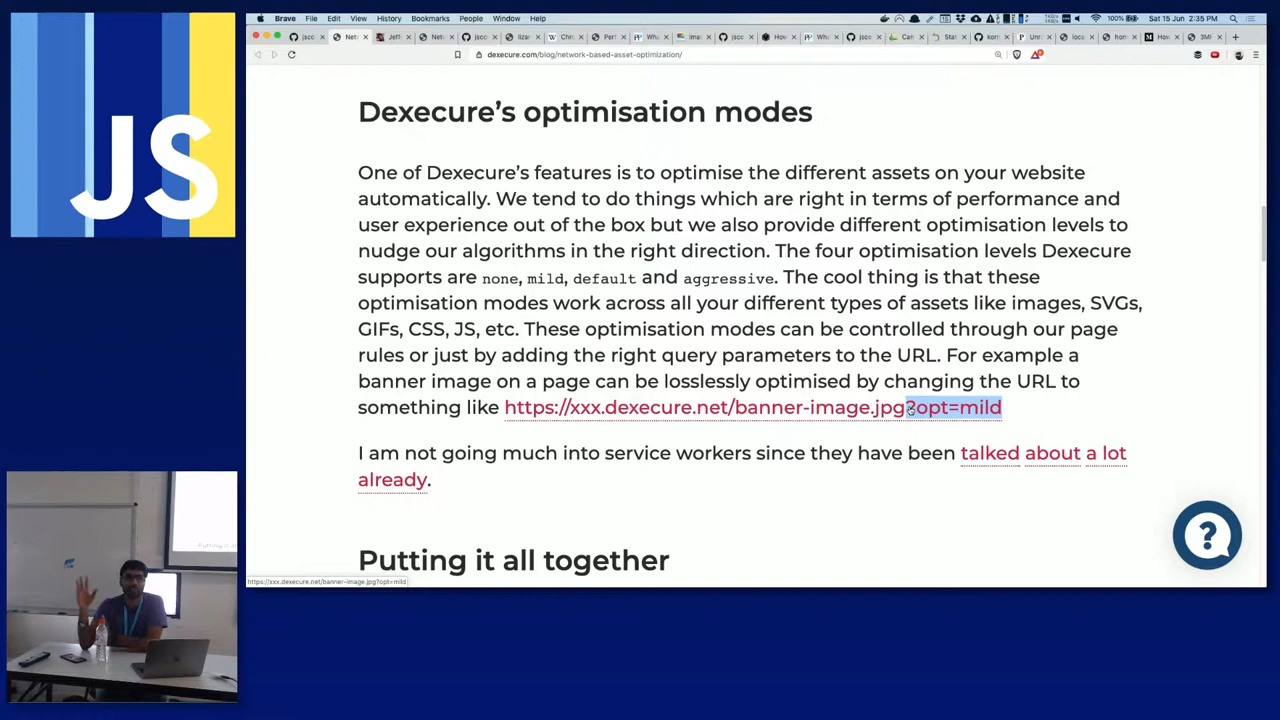 JS
Brave File Edit View History Bookmarks People Window Help
100% Sat 15 Jun 2:35 PM
dexecure.com/blog/network-based-asset-optimization/
Dexecure’s optimisation modes
One of Dexecure’s features is to optimise the different assets on your website
automatically. We tend to do things which are right in terms of performance and
user experience out of the box but we also provide different optimisation levels to
nudge our algorithms in the right direction. The four optimisation levels Dexecure
supports are none, mild, default and aggressive. The cool thing is that these
optimisation modes work across all your different types of assets like images, SVGs,
GIFs, CSS, JS, etc. These optimisation modes can be controlled through our page
rules or just by adding the right query parameters to the URL. For example a
banner image on a page can be losslessly optimised by changing the URL to
something like https://xxx.dexecure.net/banner-image.jpg?opt=mild
I am not going much into service workers since they have been talked about a lot
already.
Putting it all together
?
https://xxx.dexecure.net/banner-image.jpg?opt=mild